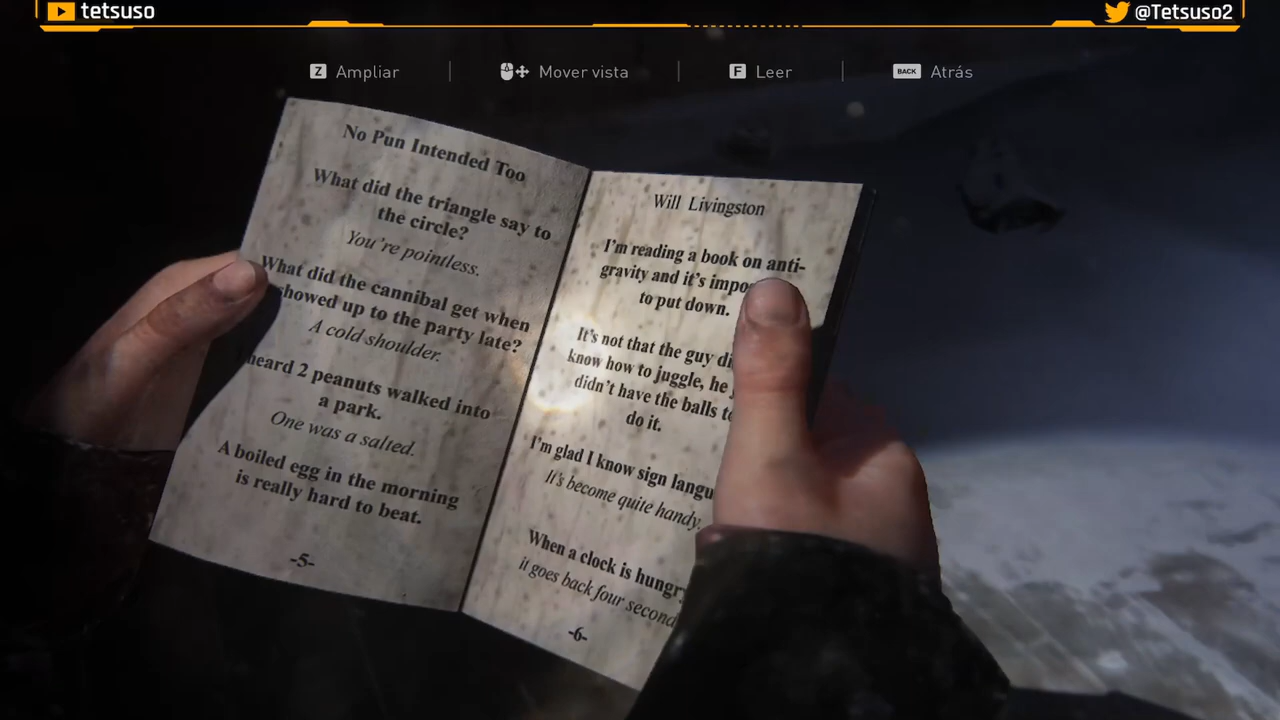 tetsuso
@Tetsuso2
Z Ampliar
Mover vista
F Leer
BACK Atrás
No Pun Intended Too
What did the triangle say to
the circle?
You're pointless.
What did the cannibal get when
showed up to the party late?
A cold shoulder.
heard 2 peanuts walked into
a park.
One was a salted.
A boiled egg in the morning
is really hard to beat.
-5-
Will Livingston
I'm reading a book on anti-
gravity and it's
to put down.
It's not that the guy
know how to juggle, he
didn't have the balls
do it.
I'm glad I know sign
It's become quite handy.
When a clock is hungry
it goes back four
-6-